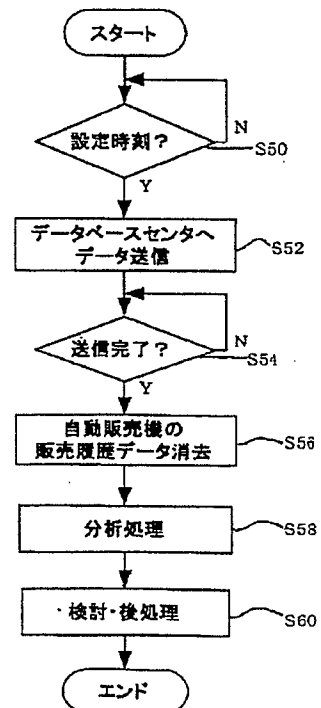 スタート
設定時刻？
N
S50
Y
データベースセンタへ
データ送信
S52
送信完了？
N
S54
Y
自動販売機の
販売履歴データ消去
S56
分析処理
S58
検討・後処理
S60
エンド